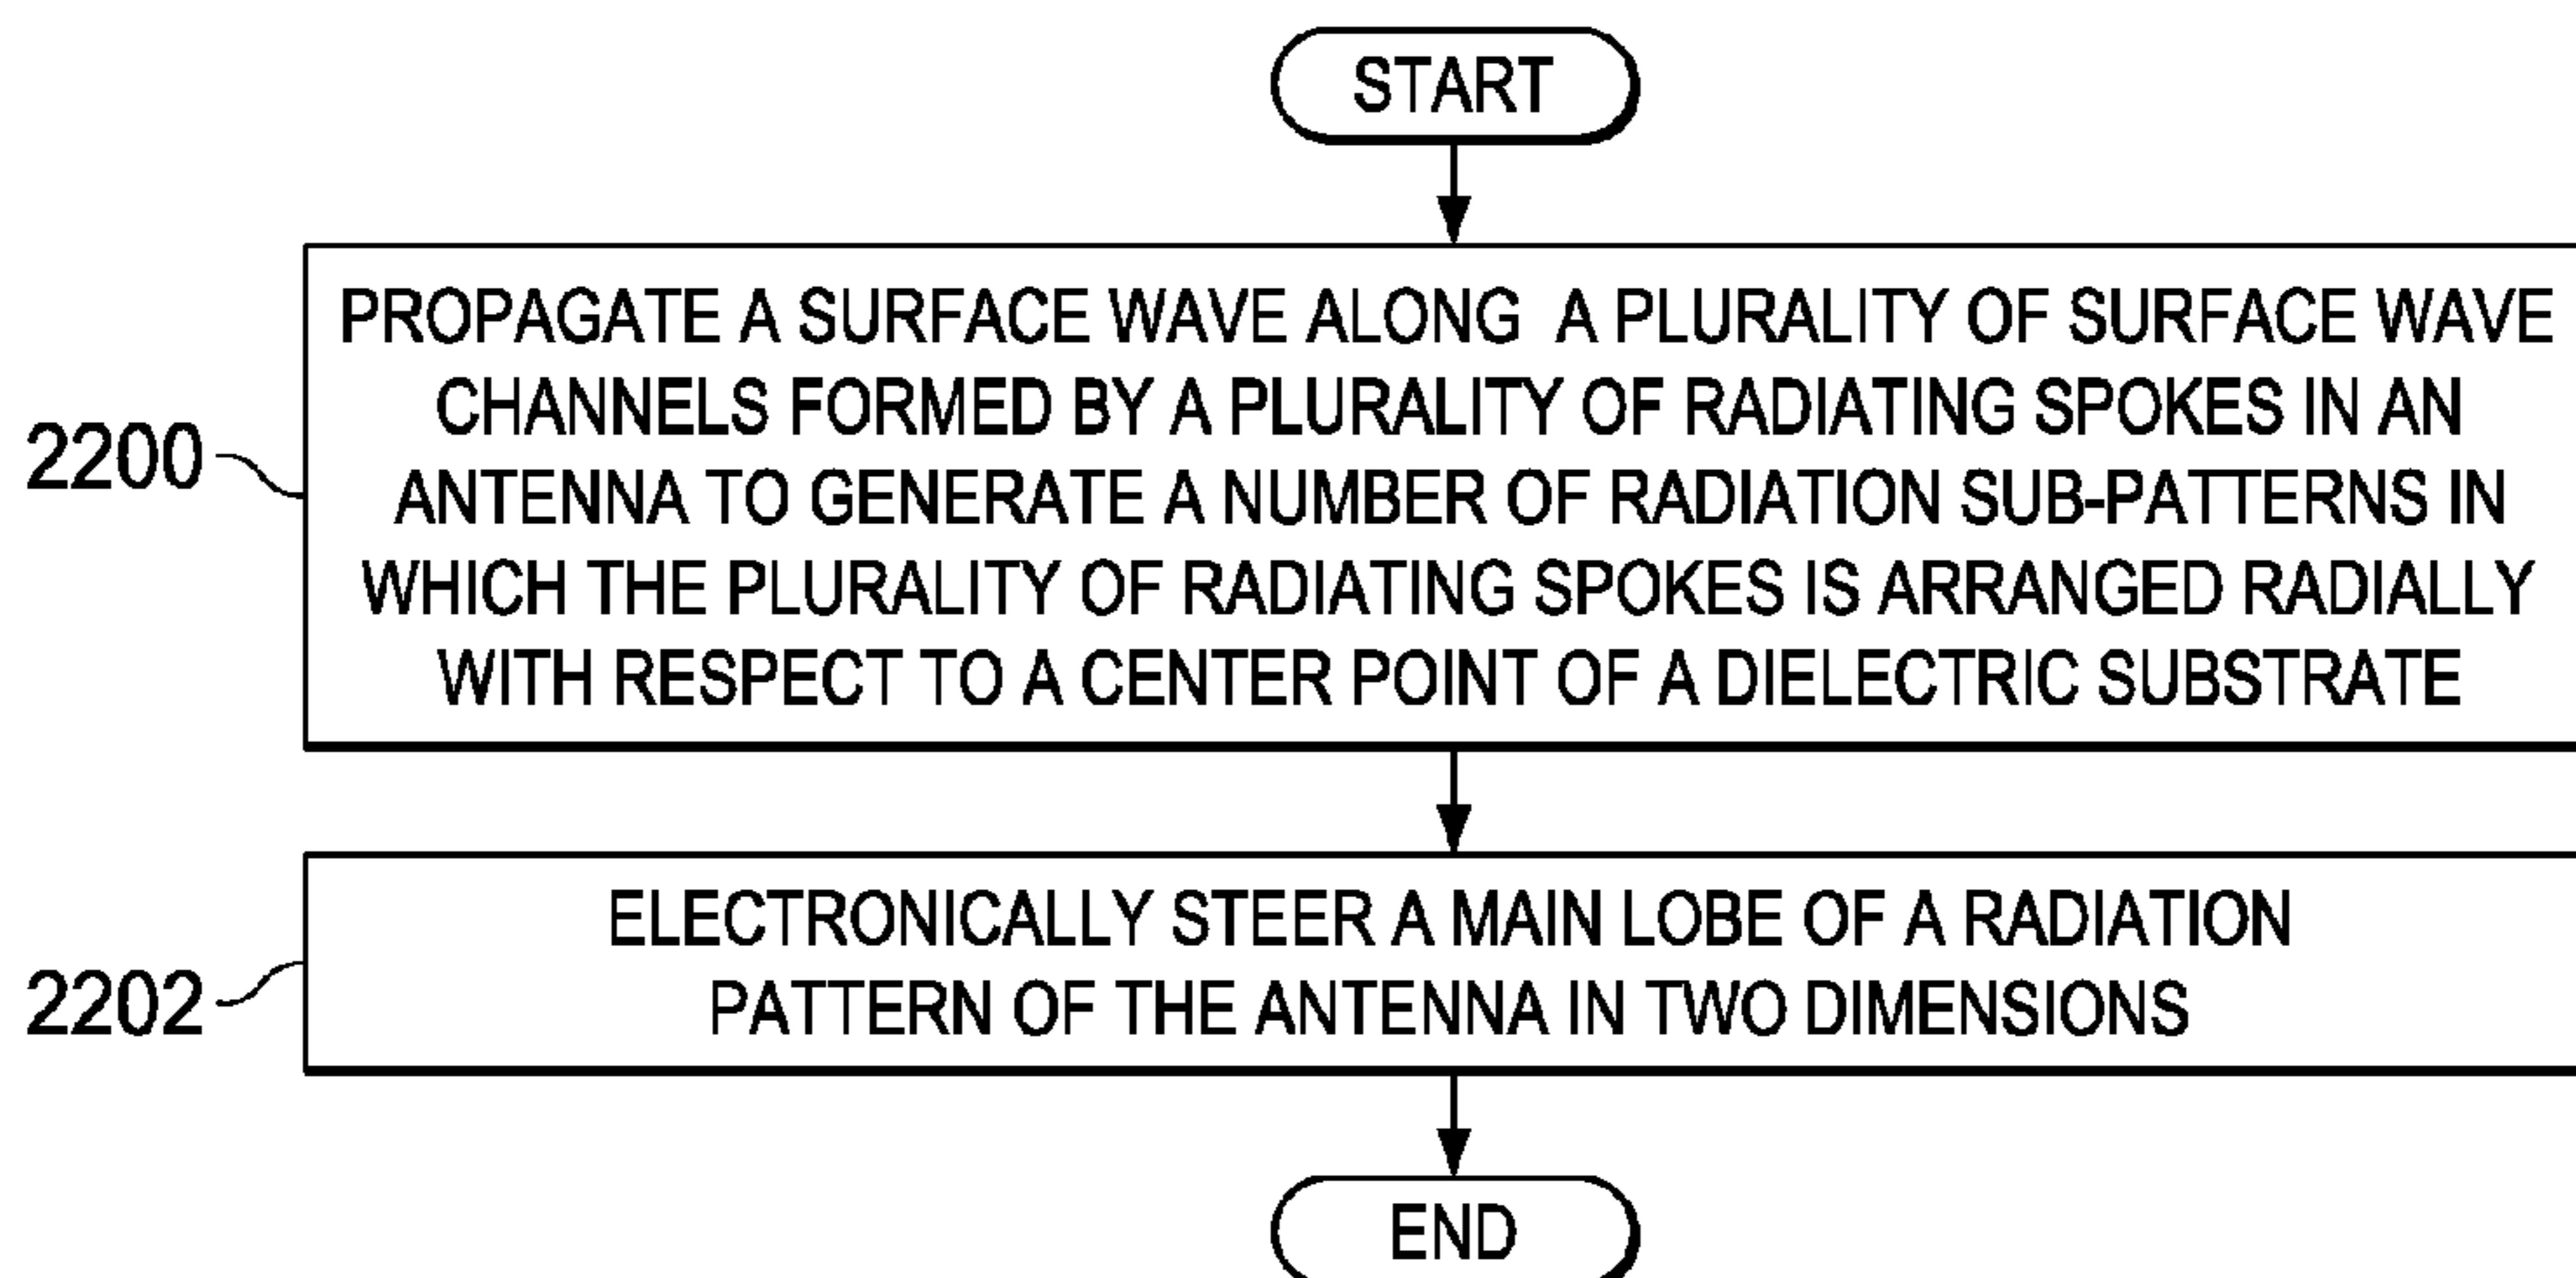 START
PROPAGATE A SURFACE WAVE ALONG A PLURALITY OF SURFACE WAVE
CHANNELS FORMED BY A PLURALITY OF RADIATING SPOKES IN AN
ANTENNA TO GENERATE A NUMBER OF RADIATION SUB-PATTERNS IN
WHICH THE PLURALITY OF RADIATING SPOKES IS ARRANGED RADIALLY
WITH RESPECT TO A CENTER POINT OF A DIELECTRIC SUBSTRATE
2200
ELECTRONICALLY STEER A MAIN LOBE OF A RADIATION
PATTERN OF THE ANTENNA IN TWO DIMENSIONS
2202
END